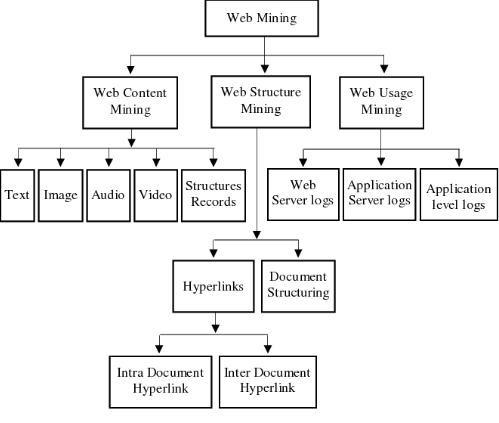 Web Mining
Web Content
Mining
Web Structure
Mining
Web Usage
Mining
Text
Image
Audio
Video
Structures
Records
Web
Server logs
Application
Server logs
Application
level logs
Hyperlinks
Document
Structuring
Intra Document
Hyperlink
Inter Document
Hyperlink